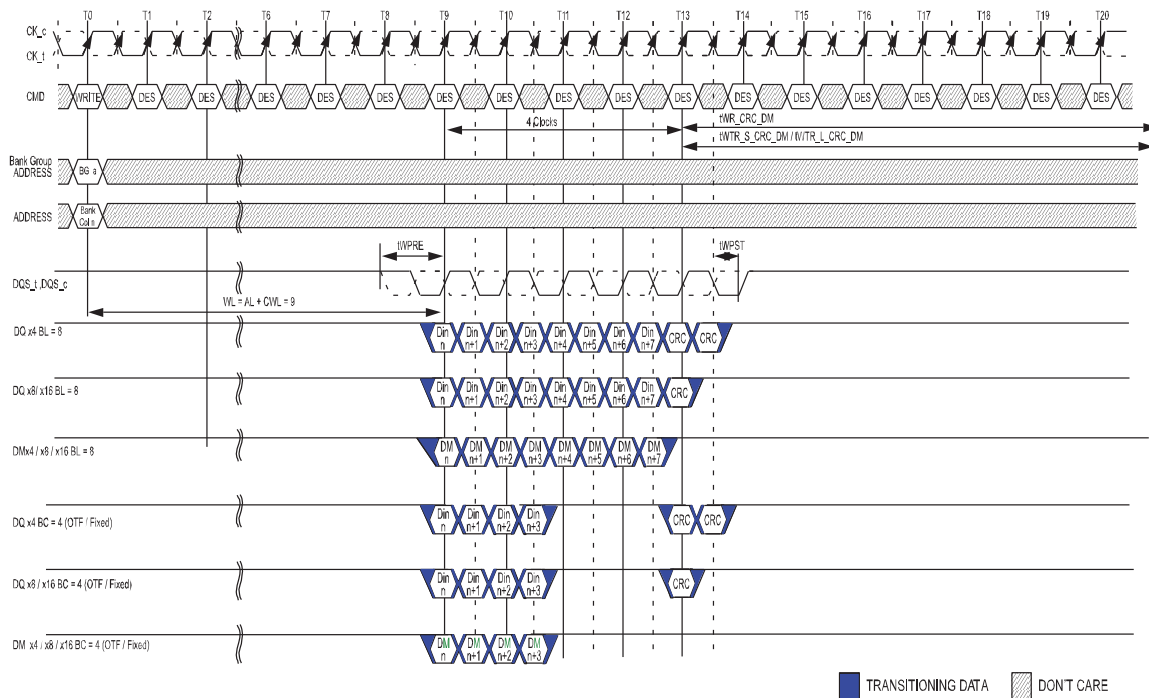 T0 T1 T2 T6 T7 T8 T9 T10 T11 T12 T13 T14 T15 T16 T17 T18 T19 T20
CK_c
CK_t
CMD WRITE DES DES DES DES DES DES DES DES DES DES DES DES DES DES DES DES DES
4 Clocks
tWR_CRC_DM
tWTR_S_CRC_DM / tWTR_L_CRC_DM
Bank Group
ADDRESS
BG a
ADDRESS
Bank
Col n
tWPRE
tWPST
DQS_t ,DQS_c
WL = AL + CWL = 9
DQ x4 BL = 8
Din n Din n+1 Din n+2 Din n+3 Din n+4 Din n+5 Din n+6 Din n+7 CRC CRC
DQ x8/ x16 BL = 8
Din n Din n+1 Din n+2 Din n+3 Din n+4 Din n+5 Din n+6 Din n+7 CRC
DMx4 / x8 / x16 BL = 8
DM n DM n+1 DM n+2 DM n+3 DM n+4 DM n+5 DM n+6 DM n+7
DQ x4 BC = 4 (OTF / Fixed)
Din n Din n+1 Din n+2 Din n+3 CRC CRC
DQ x8 / x16 BC = 4 (OTF / Fixed)
Din n Din n+1 Din n+2 Din n+3 CRC
DM x4 / x8 / x16 BC = 4 (OTF / Fixed)
DM n DM n+1 DM n+2 DM n+3
TRANSITIONING DATA
DON'T CARE